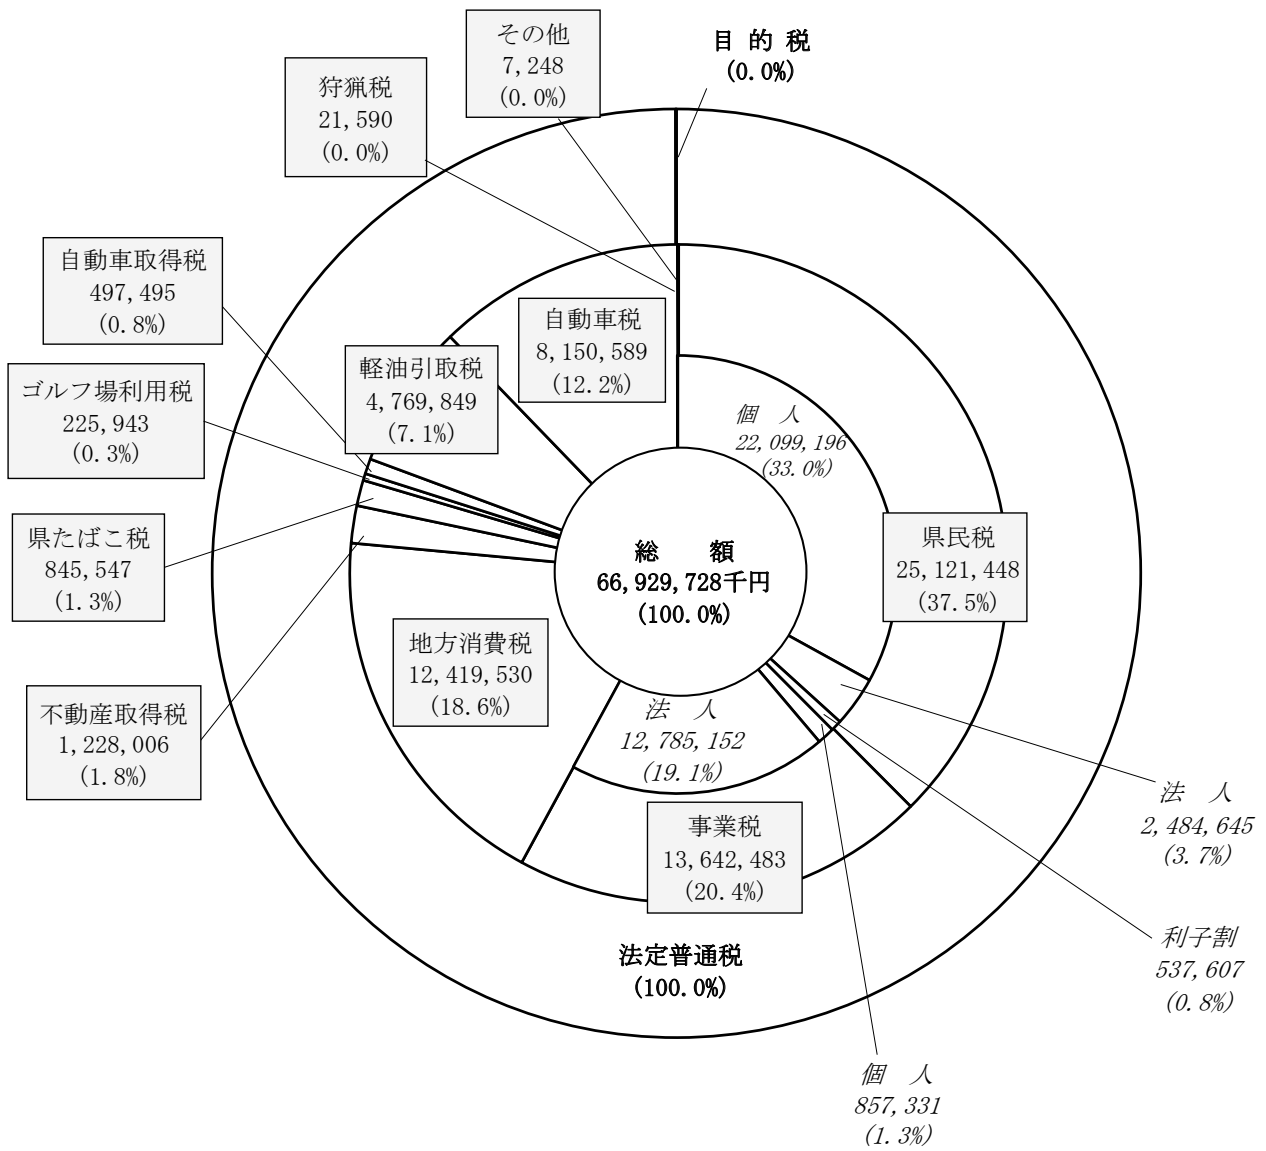 その他
7,248
(0.0%)
目 的 税
(0.0%)
狩猟税
21,590
(0.0%)
自動車取得税
497,495
(0.8%)
自動車税
8,150,589
(12.2%)
軽油引取税
4,769,849
(7.1%)
ゴルフ場利用税
225,943
(0.3%)
個 人
22,099,196
(33.0%)
県たばこ税
845,547
(1.3%)
総 額
66,929,728千円
(100.0%)
県民税
25,121,448
(37.5%)
地方消費税
12,419,530
(18.6%)
不動産取得税
1,228,006
(1.8%)
法 人
12,785,152
(19.1%)
法 人
2,484,645
(3.7%)
事業税
13,642,483
(20.4%)
利子割
537,607
(0.8%)
法定普通税
(100.0%)
個 人
857,331
(1.3%)